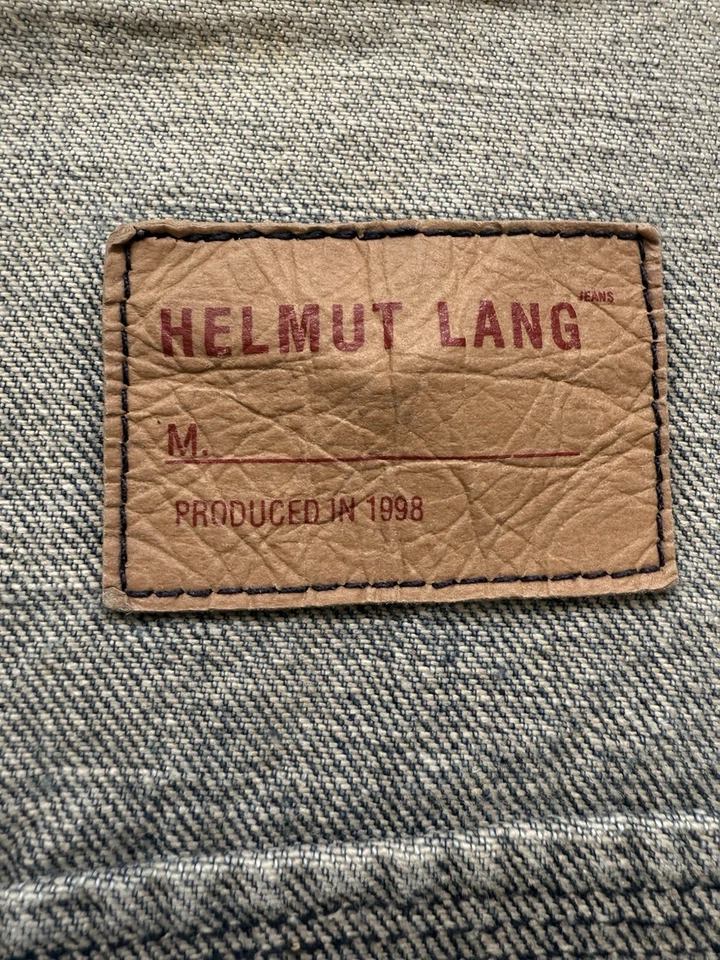 HELMUT LANG JEANS
M.
PRODUCED IN 1998